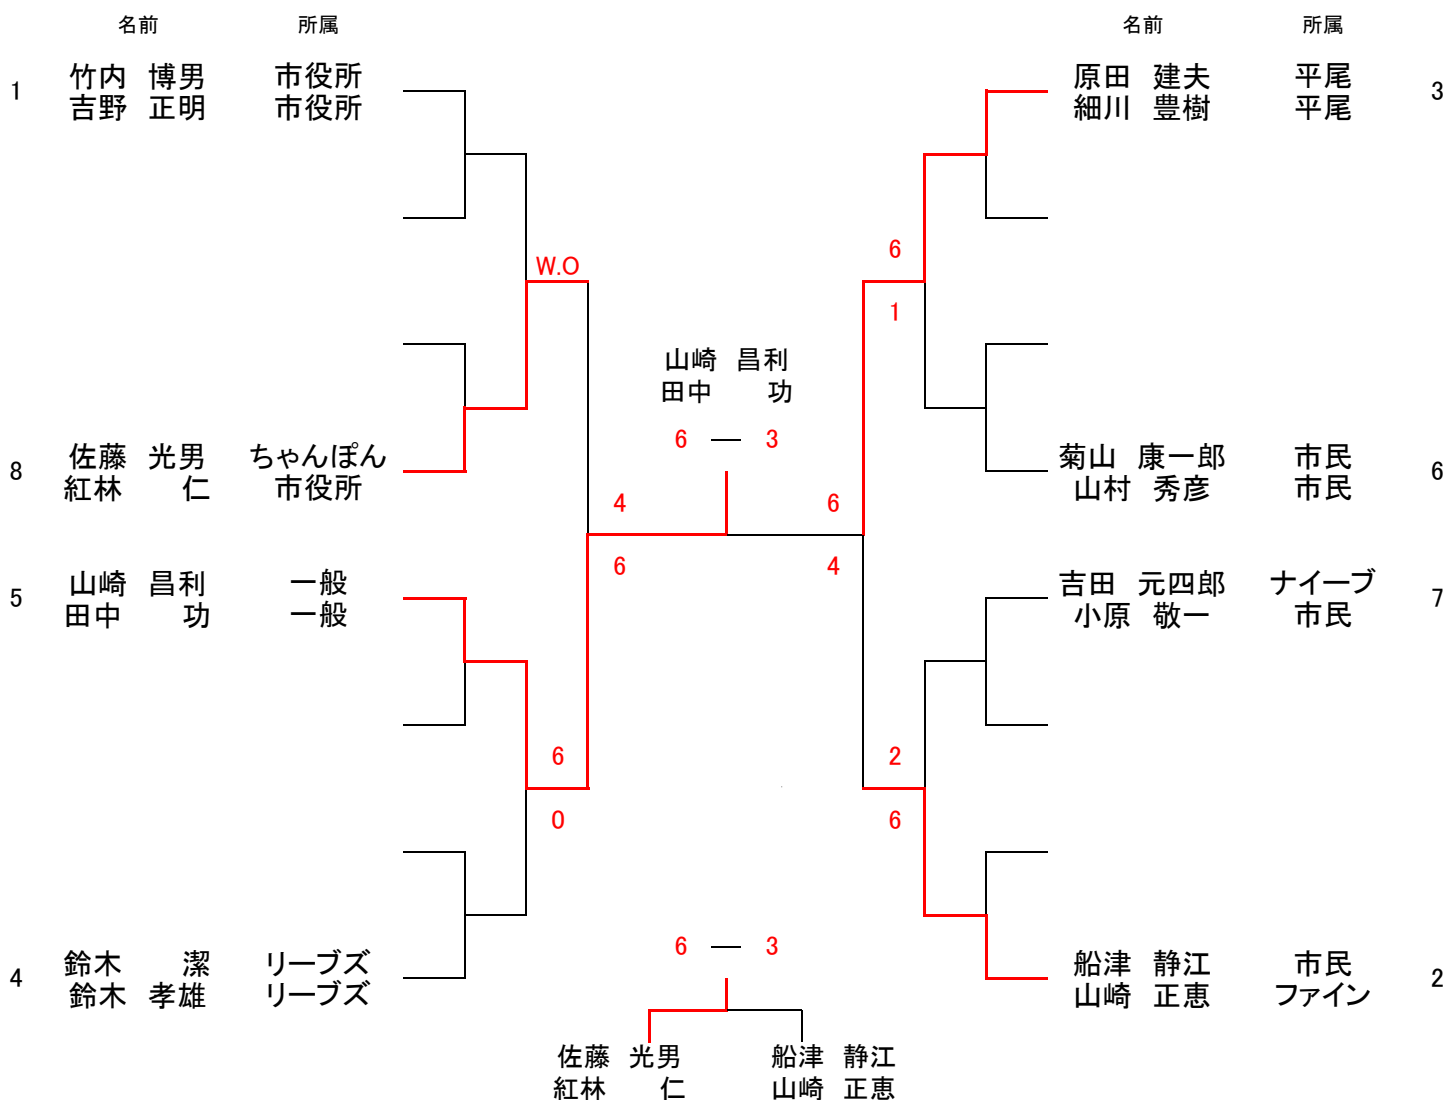 名前 所属 名前 所属
1 竹内 博男 市役所
吉野 正明 市役所
原田 建夫 平尾 3
細川 豊樹 平尾
W.O
6
1
山崎 昌利
田中 功
6 — 3
8 佐藤 光男 ちゃんぽん
紅林 仁 市役所
菊山 康一郎 市民 6
山村 秀彦 市民
4 6
6 4
5 山崎 昌利 一般
田中 功 一般
吉田 元四郎 ナイーブ 7
小原 敬一 市民
6 2
0 6
6 — 3
4 鈴木 潔 リーブズ
鈴木 孝雄 リーブズ
船津 静江 市民 2
山崎 正恵 ファイン
佐藤 光男 船津 静江
紅林 仁 山崎 正恵